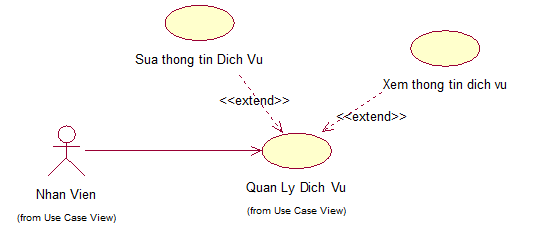 Sua thong tin Dich Vu
Xem thong tin dich vu
<<extend>>
<<extend>>
Nhan Vien
(from Use Case View)
Quan Ly Dich Vu
(from Use Case View)